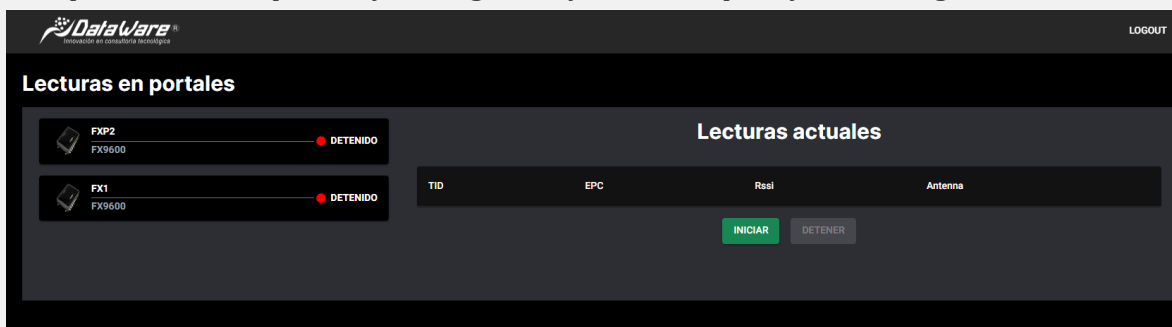 DataWare ®
Innovación en consultoría tecnológica
LOGOUT
Lecturas en portales
FXP2
FX9600
DETENIDO
FX1
FX9600
DETENIDO
Lecturas actuales
TID EPC Rssi Antenna
INICIAR DETENER